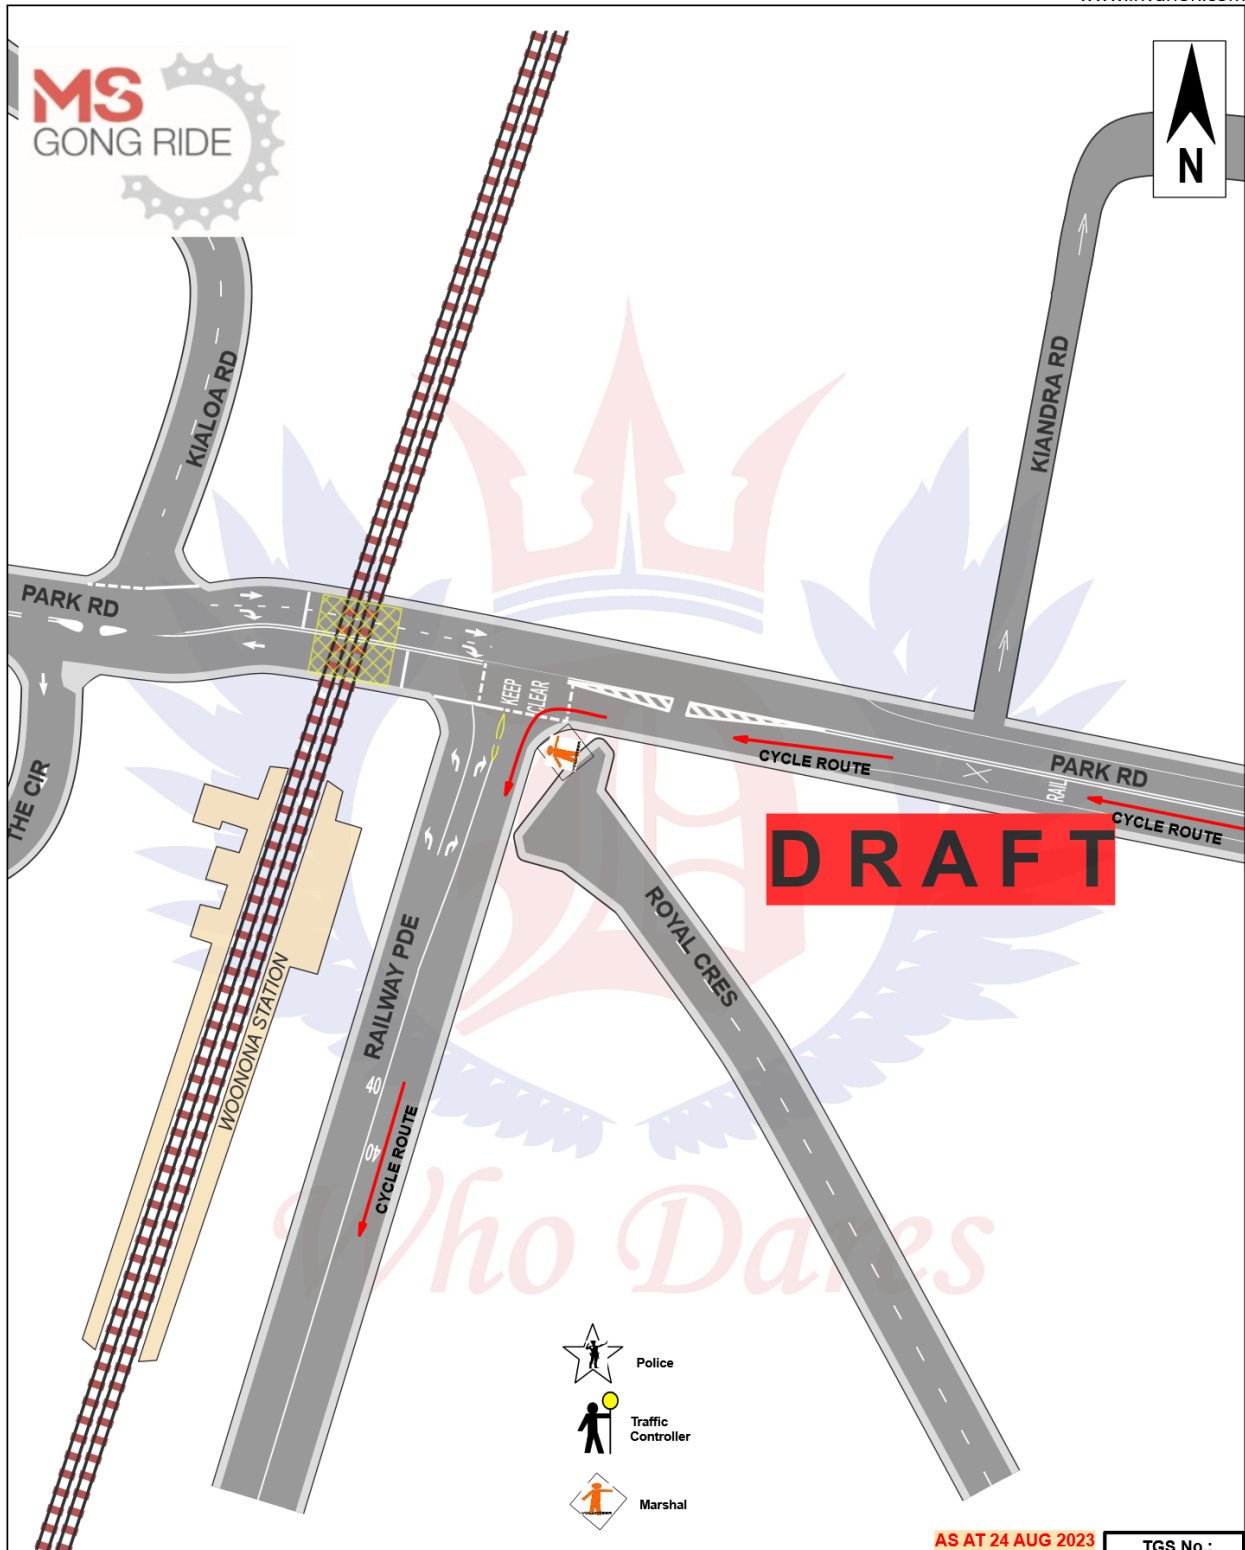 MS
GONG RIDE
N
KIALOA RD
KIANDRA RD
PARK RD
KEEP
CLEAR
CYCLE ROUTE
PARK RD
RAIL
CYCLE ROUTE
THE CIR
DRAFT
ROYAL CRES
RAILWAY PDE
WOONONA STATION
40
40
CYCLE ROUTE
Who Dares
Police
Traffic
Controller
Marshal
AS AT 24 AUG 2023
TGS No.: